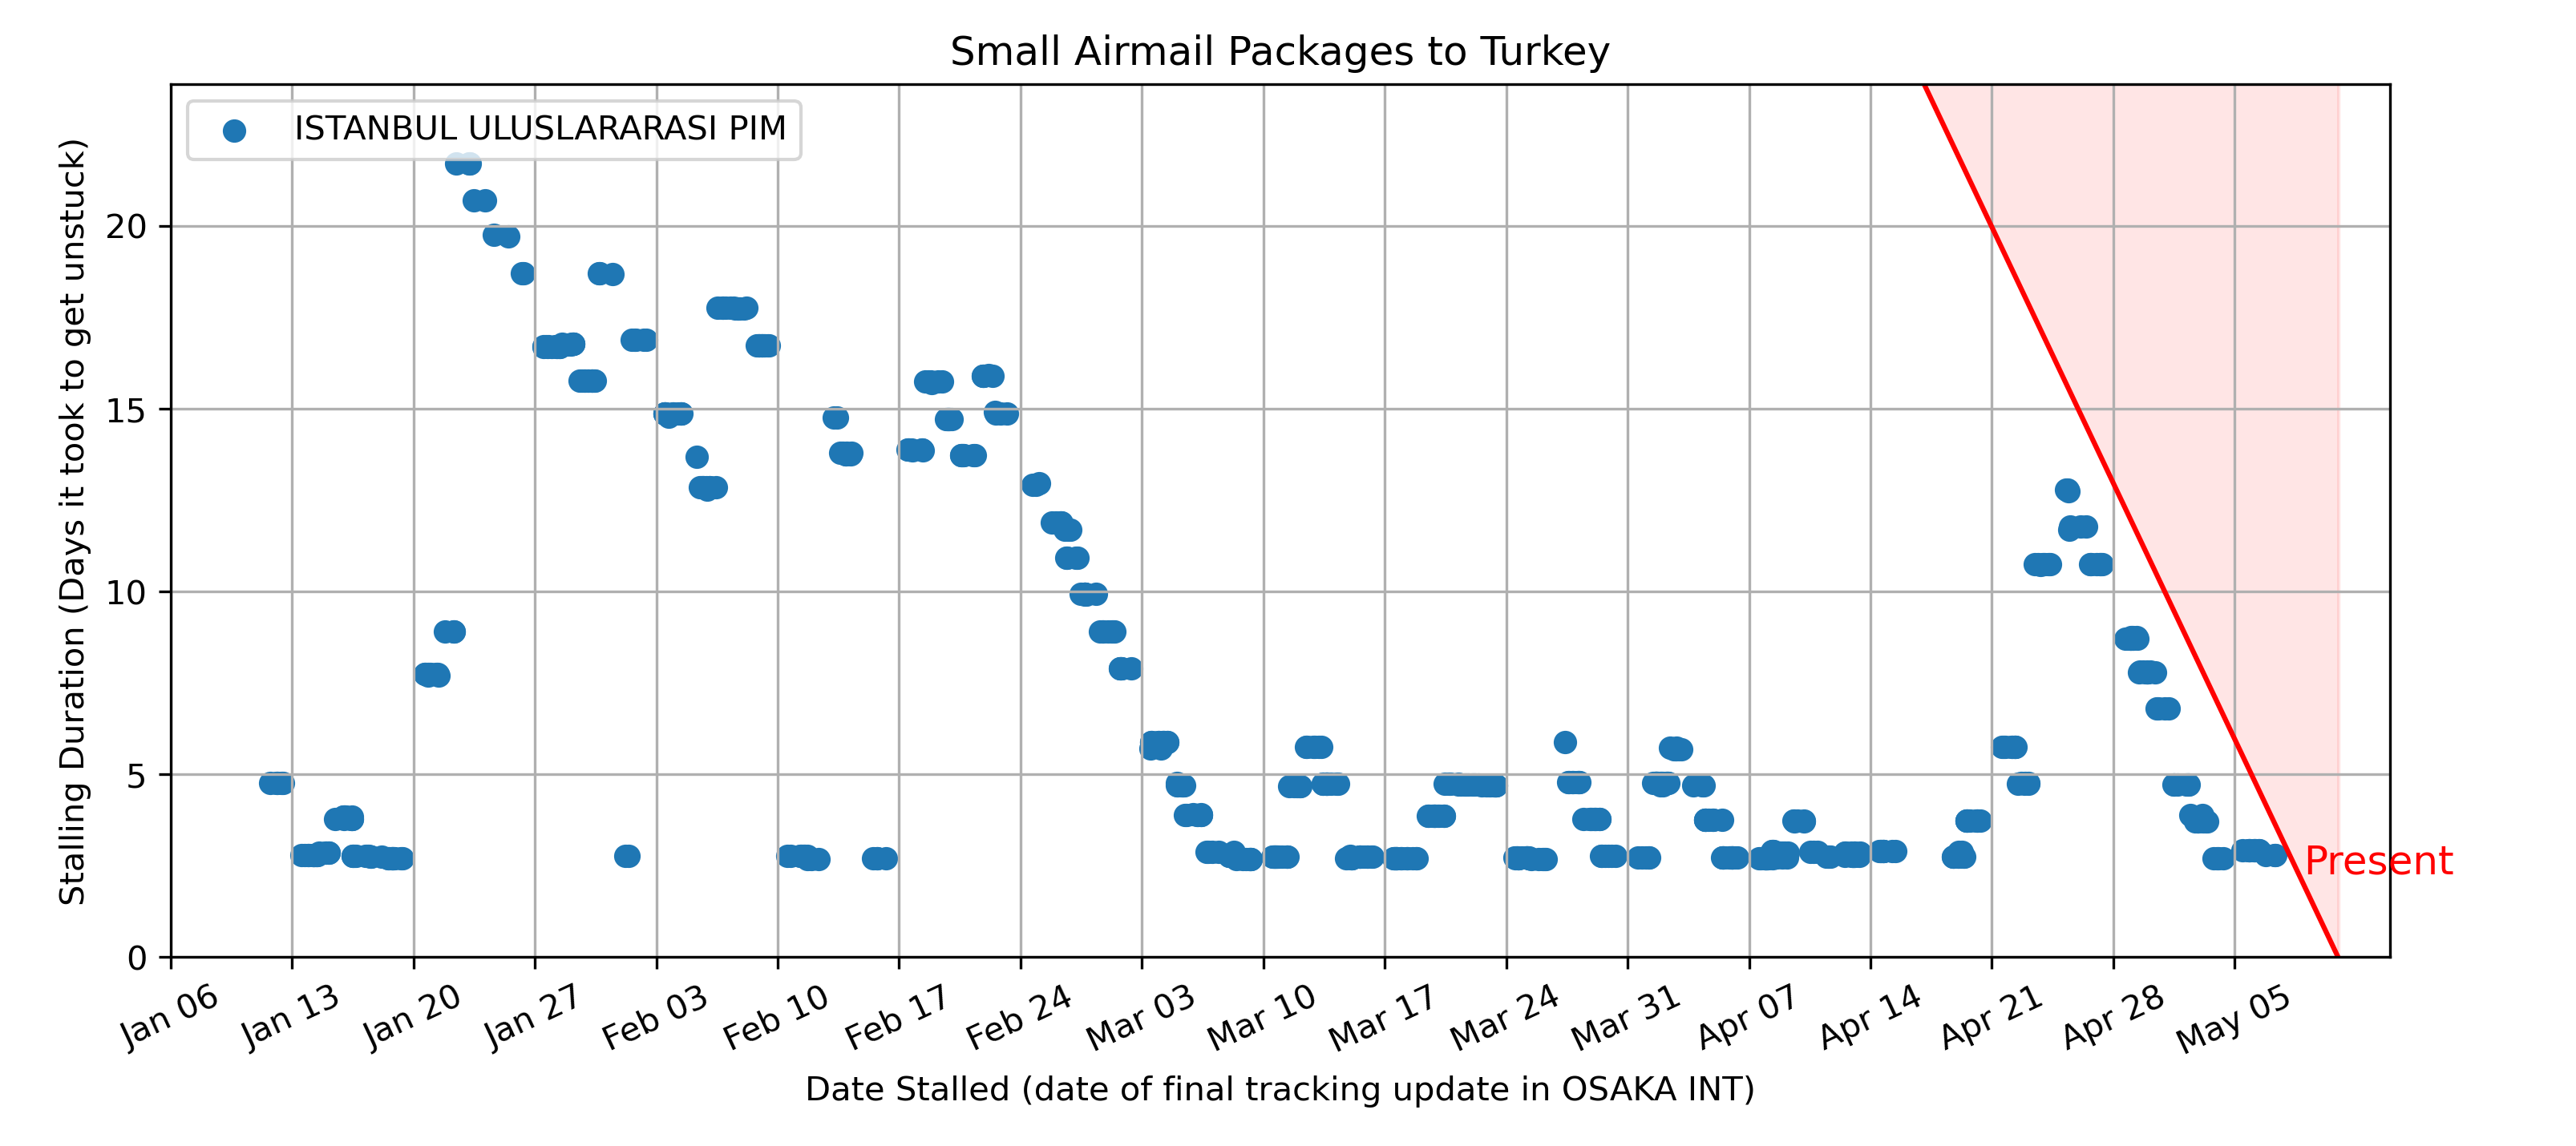 Small Airmail Packages to Turkey
ISTANBUL ULUSLARARASI PIM
Stalling Duration (Days it took to get unstuck)
20
15
10
5
0
Present
Jan 06
Jan 13
Jan 20
Jan 27
Feb 03
Feb 10
Feb 17
Feb 24
Mar 03
Mar 10
Mar 17
Mar 24
Mar 31
Apr 07
Apr 14
Apr 21
Apr 28
May 05
Date Stalled (date of final tracking update in OSAKA INT)